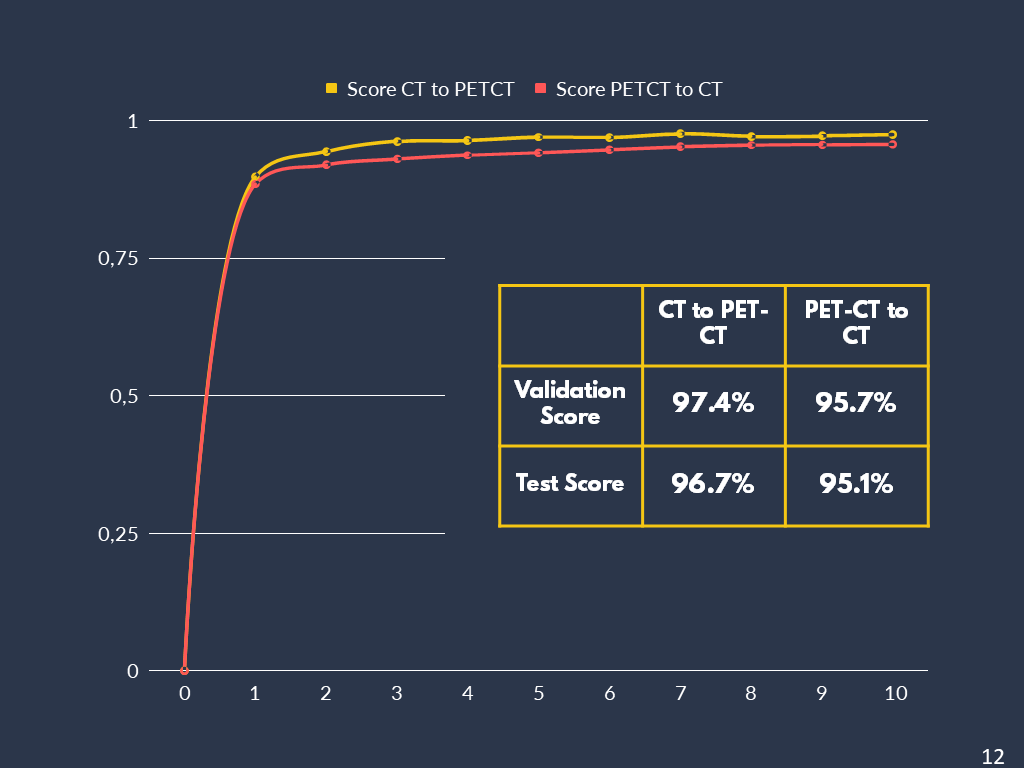 Score CT to PETCT
Score PETCT to CT
1
0,75
0,5
0,25
0
0 1 2 3 4 5 6 7 8 9 10
CT to PET-
CT
PET-CT to
CT
Validation
Score
97.4%
95.7%
Test Score
96.7%
95.1%
12